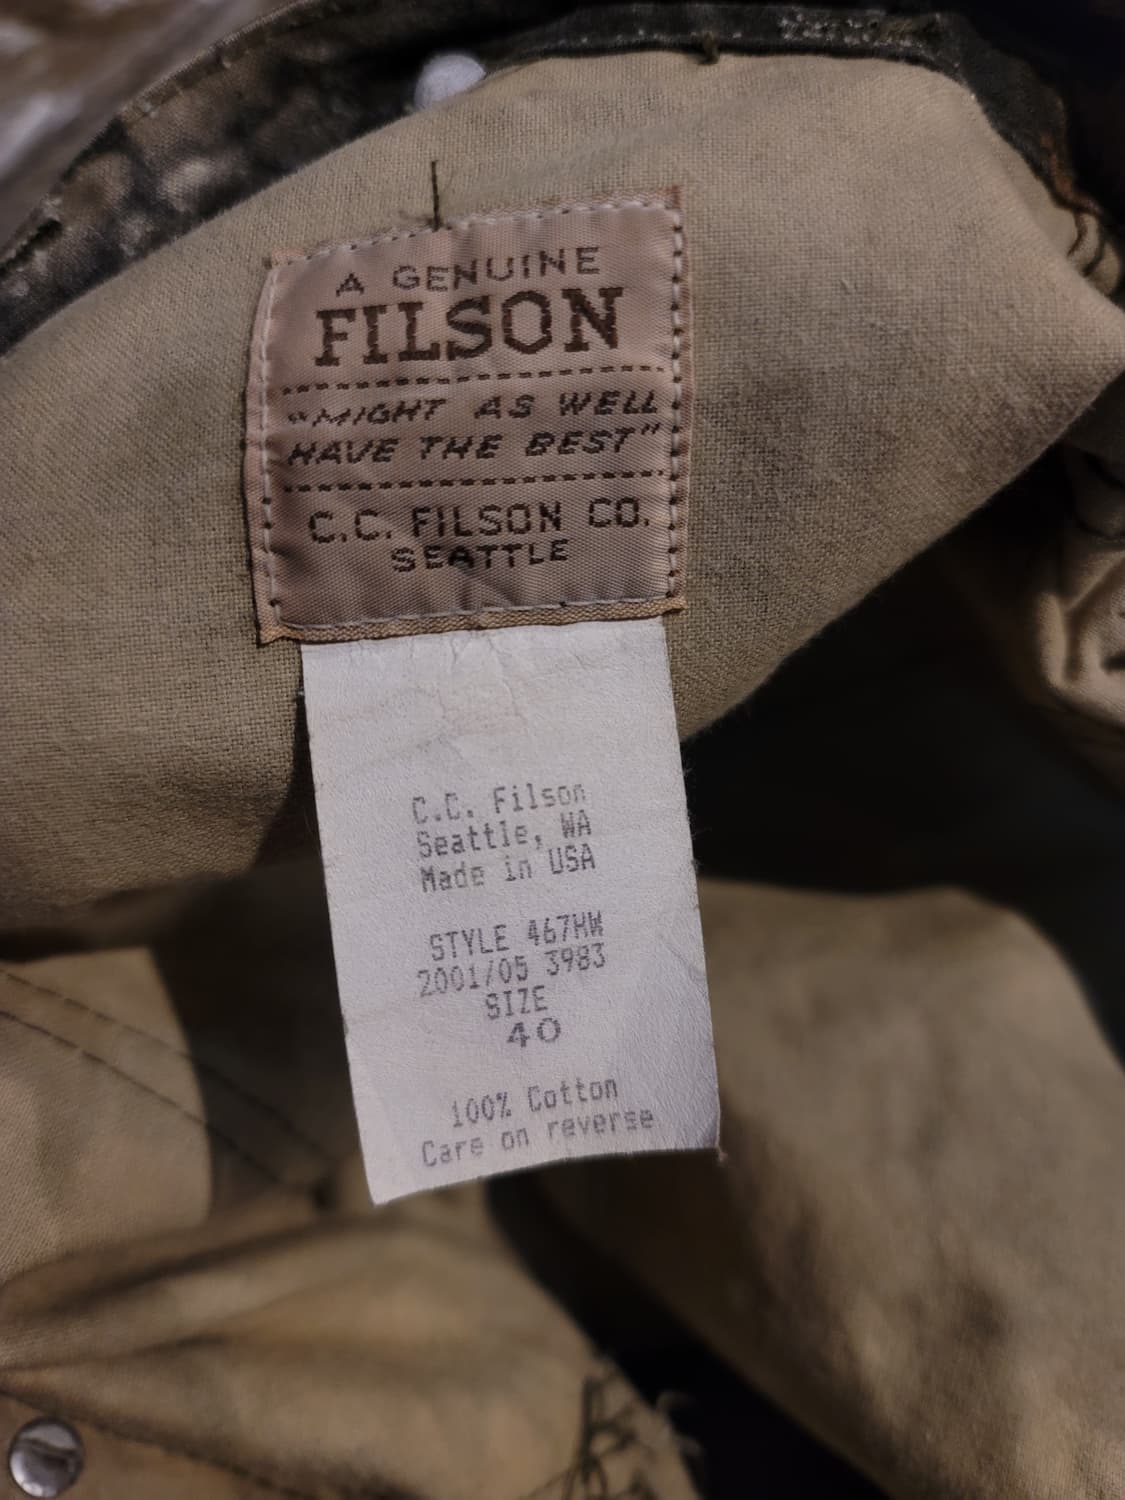 A GENUINE
FILSON
"MIGHT AS WELL
HAVE THE BEST"
C.C. FILSON CO.
SEATTLE
C.C. Filson
Seattle, WA
Made in USA
STYLE 467HW
2001/05 3983
SIZE
40
100% Cotton
Care on reverse